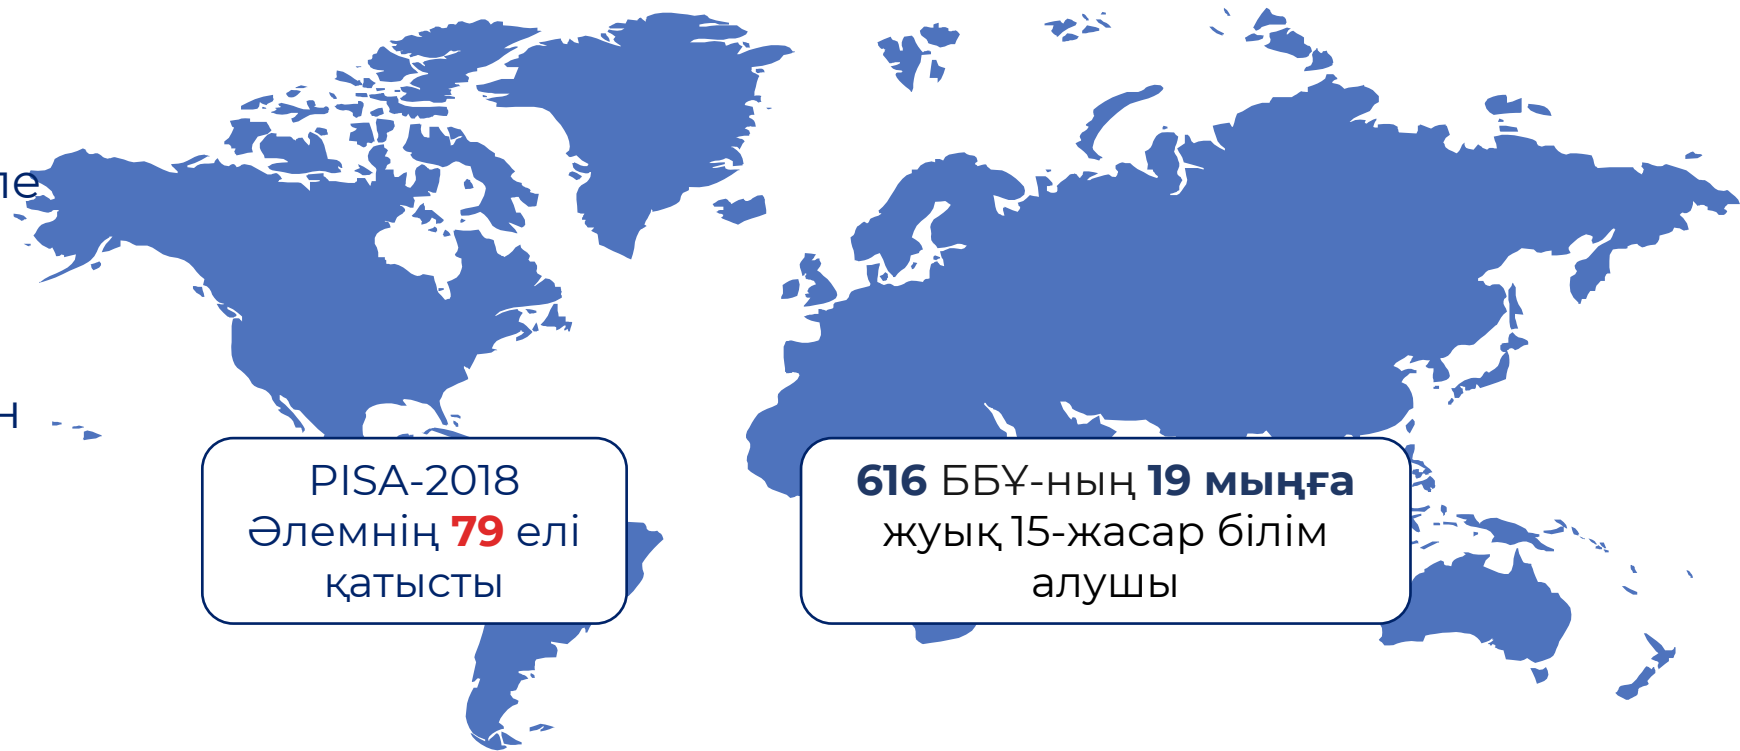 PISA-2018
Әлемнің 79 елі
қатысты
616 ББҰ-ның 19 мыңға
жуық 15-жасар білім
алушы